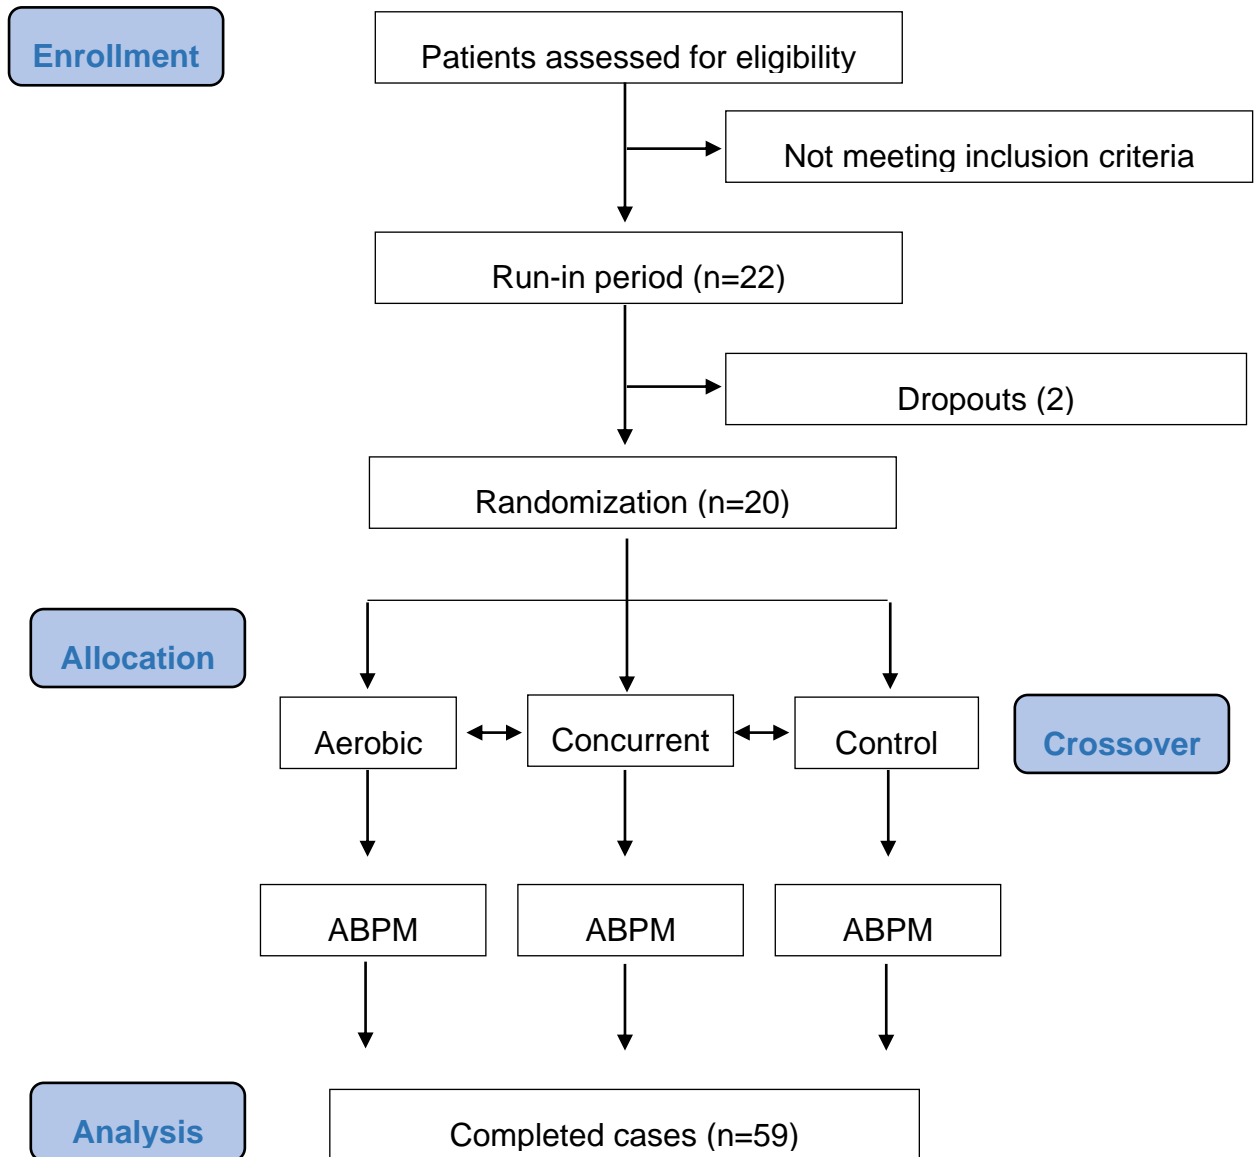 Enrollment
Patients assessed for eligibility
Not meeting inclusion criteria
Run-in period (n=22)
Dropouts (2)
Randomization (n=20)
Allocation
Aerobic
Concurrent
Control
Crossover
ABPM
ABPM
ABPM
Analysis
Completed cases (n=59)